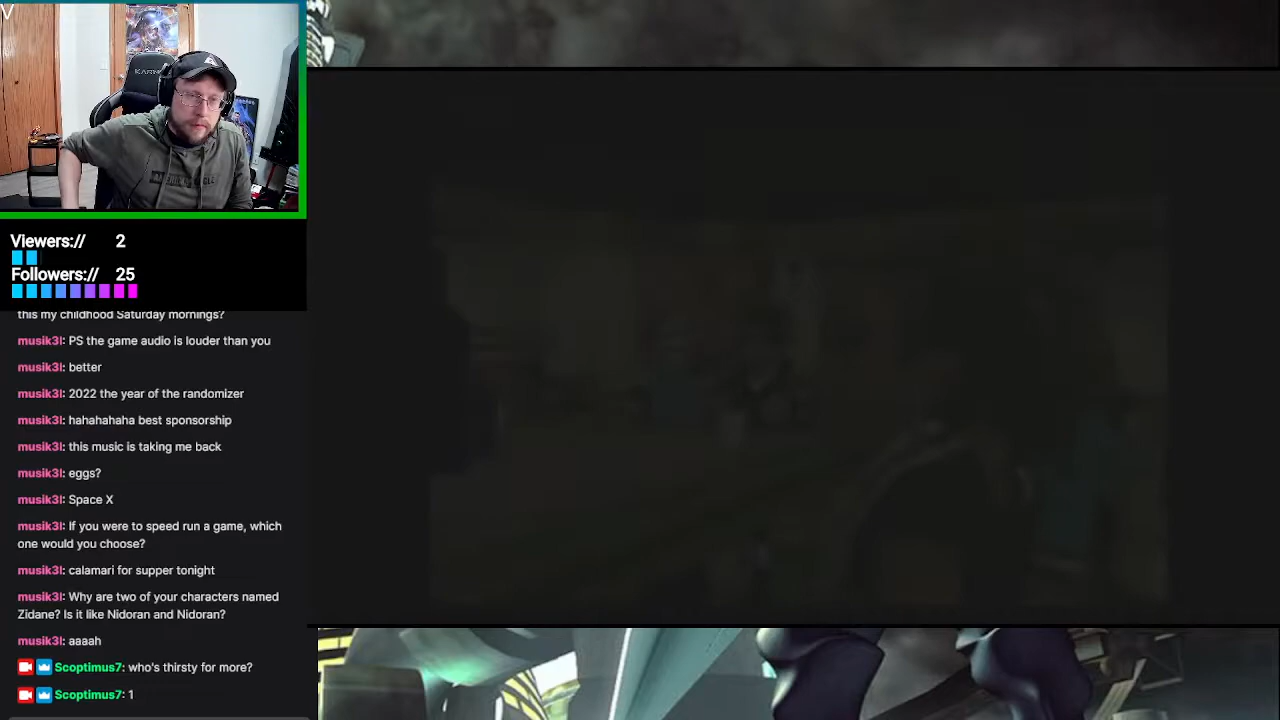 KARN
Viewers:// 2
Followers:// 25
this my childhood Saturday mornings?
musik3l: PS the game audio is louder than you
musik3l: better
musik3l: 2022 the year of the randomizer
musik3l: hahahahaha best sponsorship
musik3l: this music is taking me back
musik3l: eggs?
musik3l: Space X
musik3l: If you were to speed run a game, which
one would you choose?
musik3l: calamari for supper tonight
musik3l: Why are two of your characters named
Zidane? Is it like Nidoran and Nidoran?
musik3l: aaaah
Scoptimus7: who's thirsty for more?
Scoptimus7: 1